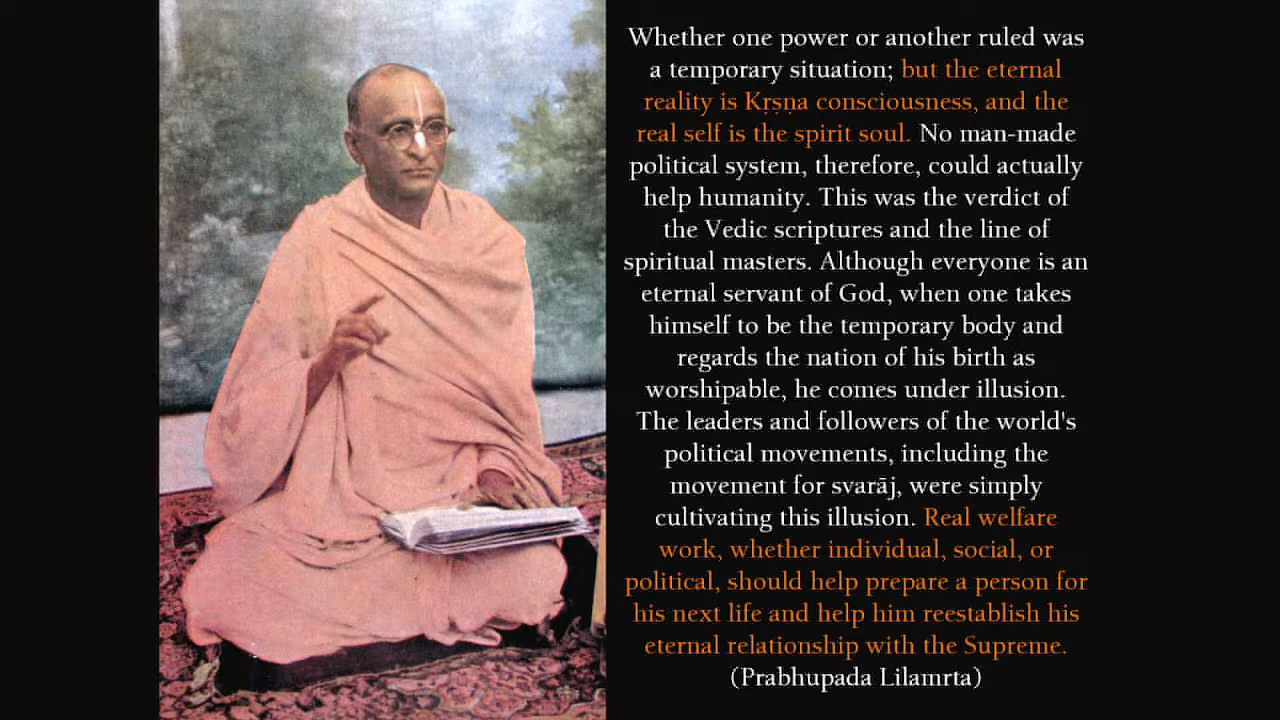 Whether one power or another ruled was
a temporary situation; but the eternal
reality is Kṛṣṇa consciousness, and the
real self is the spirit soul. No man-made
political system, therefore, could actually
help humanity. This was the verdict of
the Vedic scriptures and the line of
spiritual masters. Although everyone is an
eternal servant of God, when one takes
himself to be the temporary body and
regards the nation of his birth as
worshipable, he comes under illusion.
The leaders and followers of the world's
political movements, including the
movement for svarāj, were simply
cultivating this illusion. Real welfare
work, whether individual, social, or
political, should help prepare a person for
his next life and help him reestablish his
eternal relationship with the Supreme.
(Prabhupada Lilamrta)